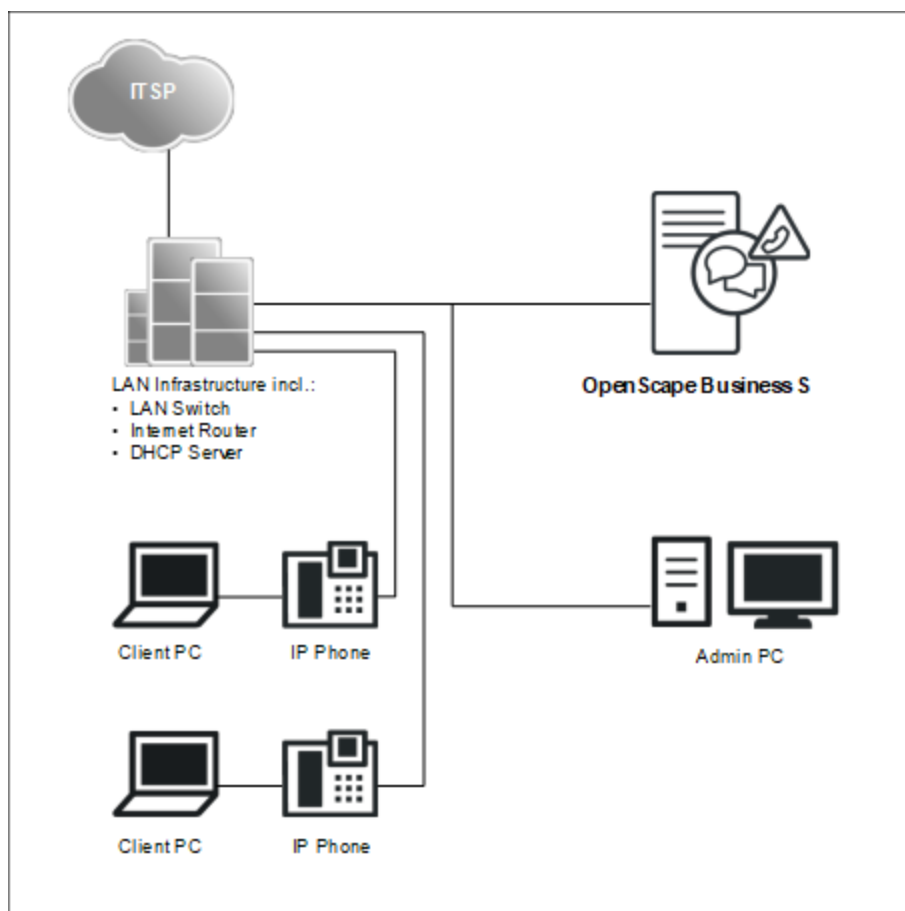 ITSP
LAN Infrastructure incl.:
• LAN Switch
• Internet Router
• DHCP Server
OpenScape Business S
Client PC
IP Phone
Admin PC
Client PC
IP Phone